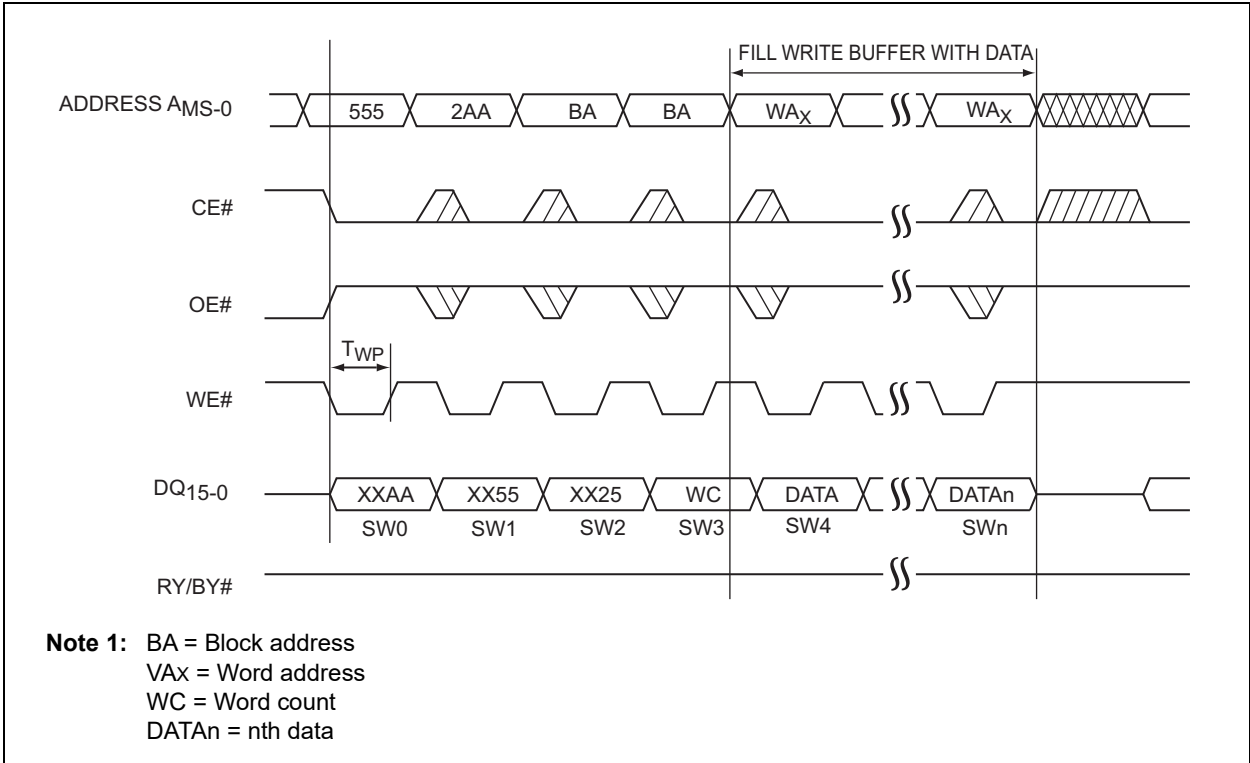 FILL WRITE BUFFER WITH DATA
ADDRESS AMS-0 555 2AA BA BA WAX WAX
CE#
OE#
TWP
WE#
DQ15-0 XXAA XX55 XX25 WC DATA DATAn
SW0 SW1 SW2 SW3 SW4 SWn
RY/BY#
Note 1: BA = Block address
VAX = Word address
WC = Word count
DATAn = nth data